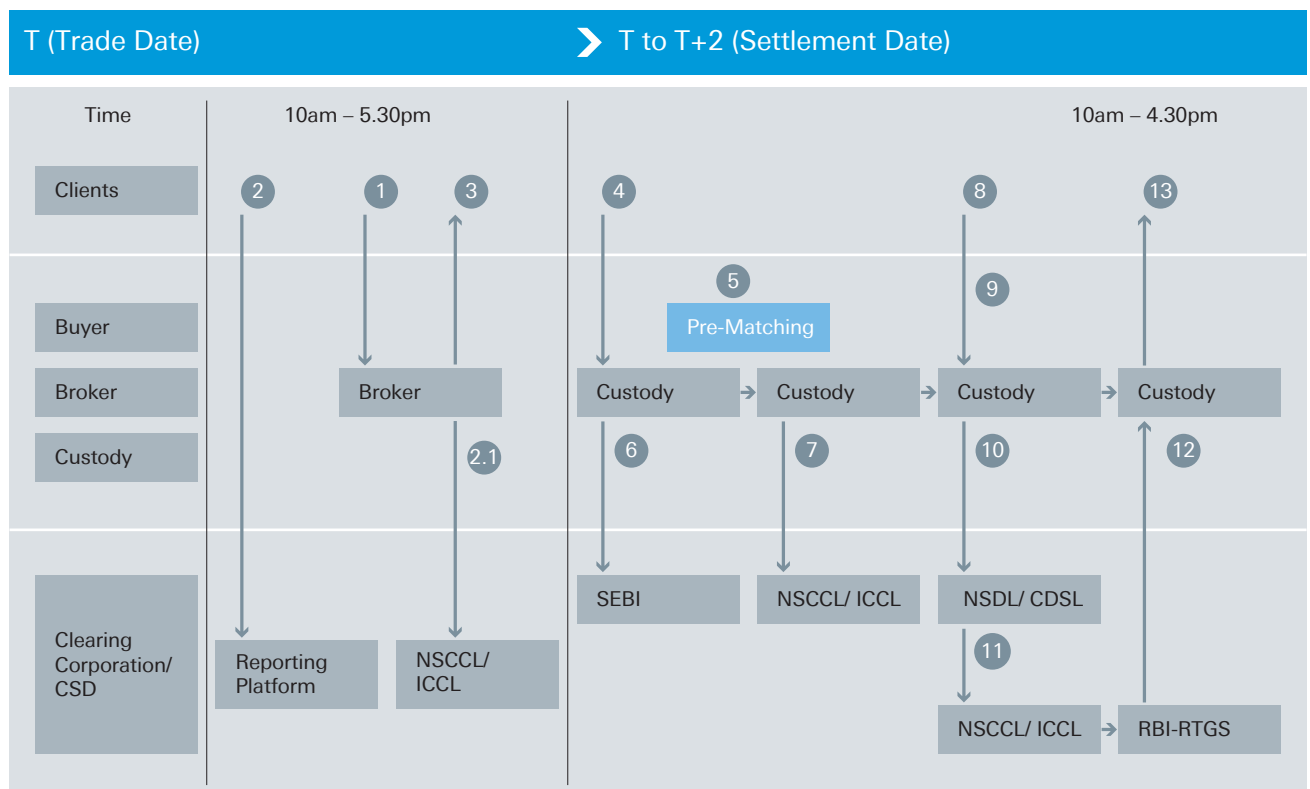 T (Trade Date)
T to T+2 (Settlement Date)
Time
10am – 5.30pm
10am – 4.30pm
Clients
2
1
3
4
8
13
5
9
Buyer
Pre-Matching
Broker
Broker
Custody
Custody
Custody
Custody
Custody
2.1
6
7
10
12
SEBI
NSCCL/ ICCL
NSDL/ CDSL
Clearing
Corporation/
CSD
Reporting
Platform
NSCCL/
ICCL
11
NSCCL/ ICCL
RBI-RTGS